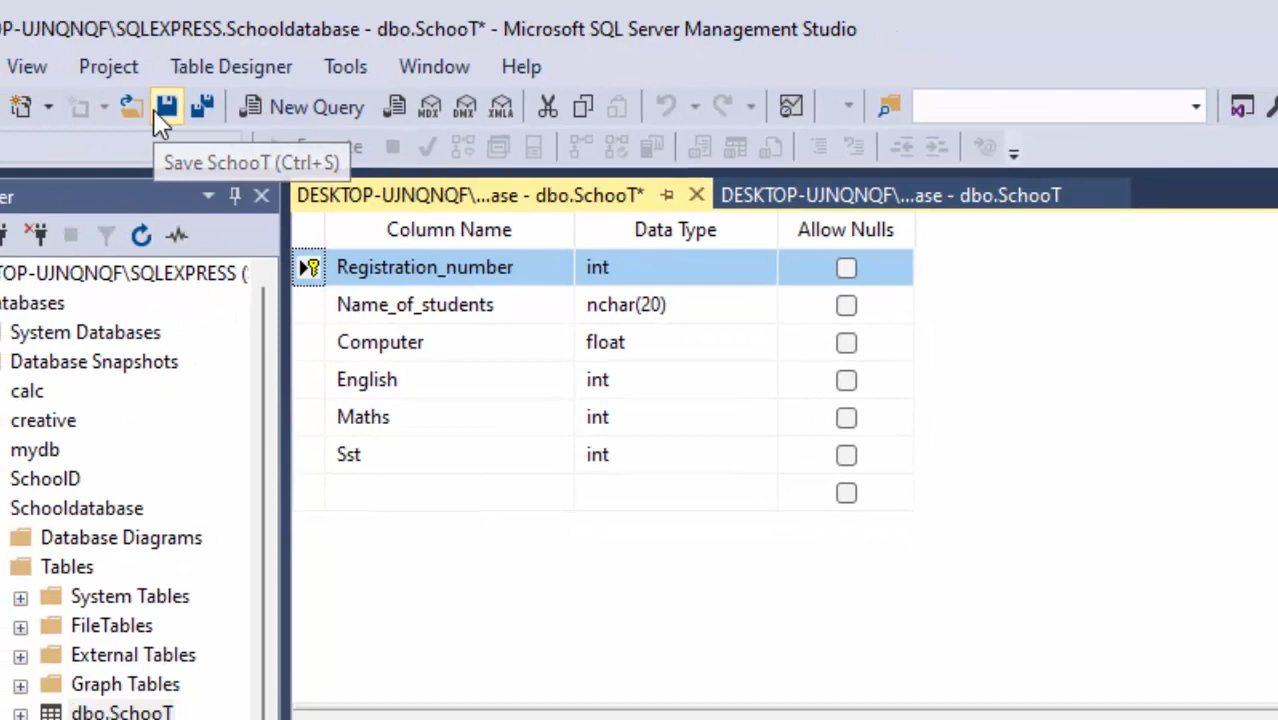 TOP-UJNQNQF\SQLEXPRESS.Schooldatabase - dbo.SchooT* - Microsoft SQL Server Management Studio
View Project Table Designer Tools Window Help
New Query MDX DMX XMLA
Save SchooT (Ctrl+S)
er DESKTOP-UJNQNQF\...ase - dbo.SchooT* DESKTOP-UJNQNQF\...ase - dbo.SchooT
Column Name Data Type Allow Nulls
Registration_number int
Name_of_students nchar(20)
Computer float
English int
Maths int
Sst int
TOP-UJNQNQF\SQLEXPRESS (
atabases
System Databases
Database Snapshots
calc
creative
mydb
SchoolD
Schooldatabase
Database Diagrams
Tables
System Tables
FileTables
External Tables
Graph Tables
dbo.SchooT